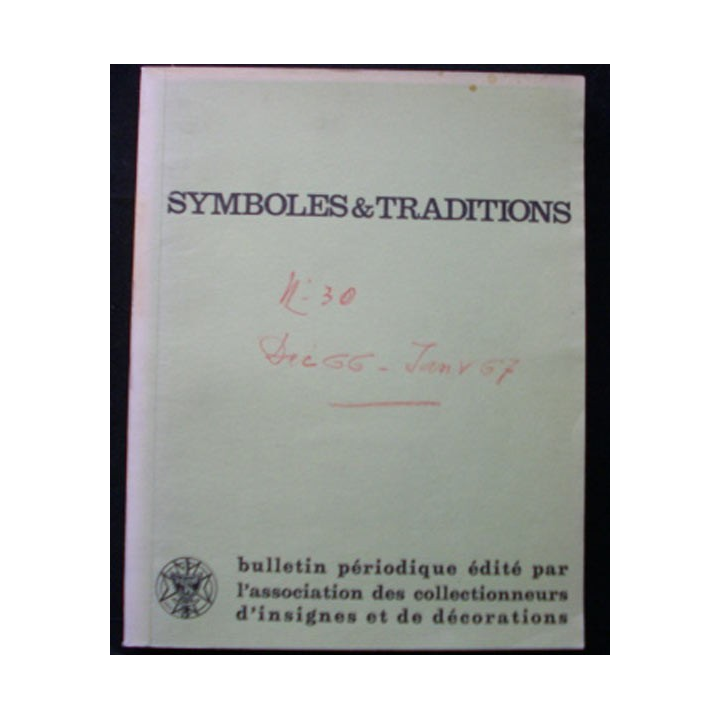 SYMBOLES & TRADITIONS
N° 30
Déc 66 - Janv 67
bulletin périodique édité par
l'association des collectionneurs
d'insignes et de décorations